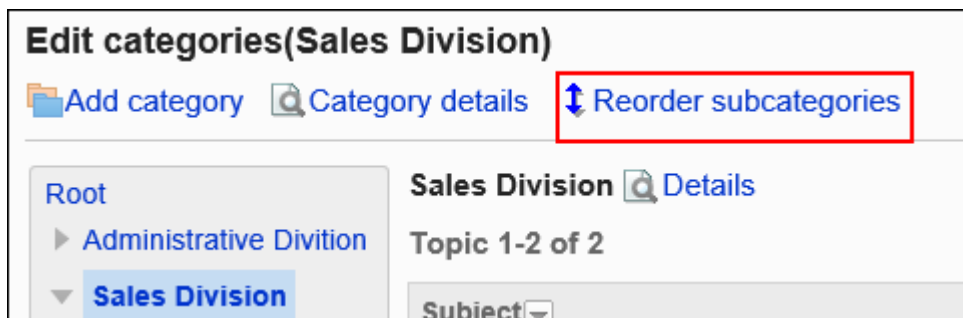 Edit categories(Sales Division)
Add category Category details Reorder subcategories
Root
Administrative Divition
Sales Division
Sales Division Details
Topic 1-2 of 2
Subject